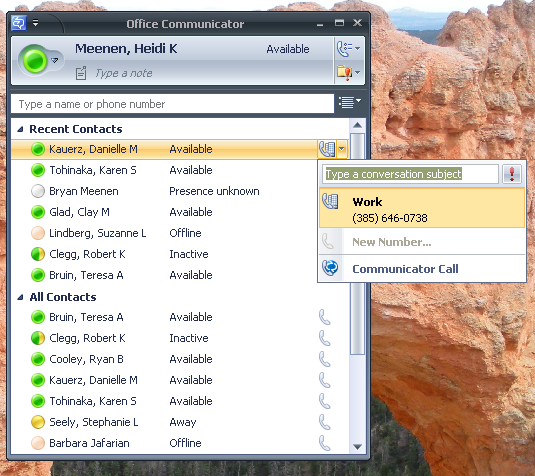 Office Communicator
Meenen, Heidi K Available
Type a note
Type a name or phone number
Recent Contacts
Kauerz, Danielle M Available
Tohinaka, Karen S Available
Bryan Meenen Presence unknown
Glad, Clay M Available
Lindberg, Suzanne L Offline
Clegg, Robert K Inactive
Bruin, Teresa A Available
Type a conversation subject
Work
(385) 646-0738
New Number...
Communicator Call
All Contacts
Bruin, Teresa A Available
Clegg, Robert K Inactive
Cooley, Ryan B Available
Kauerz, Danielle M Available
Tohinaka, Karen S Available
Seely, Stephanie L Away
Barbara Jafarian Offline